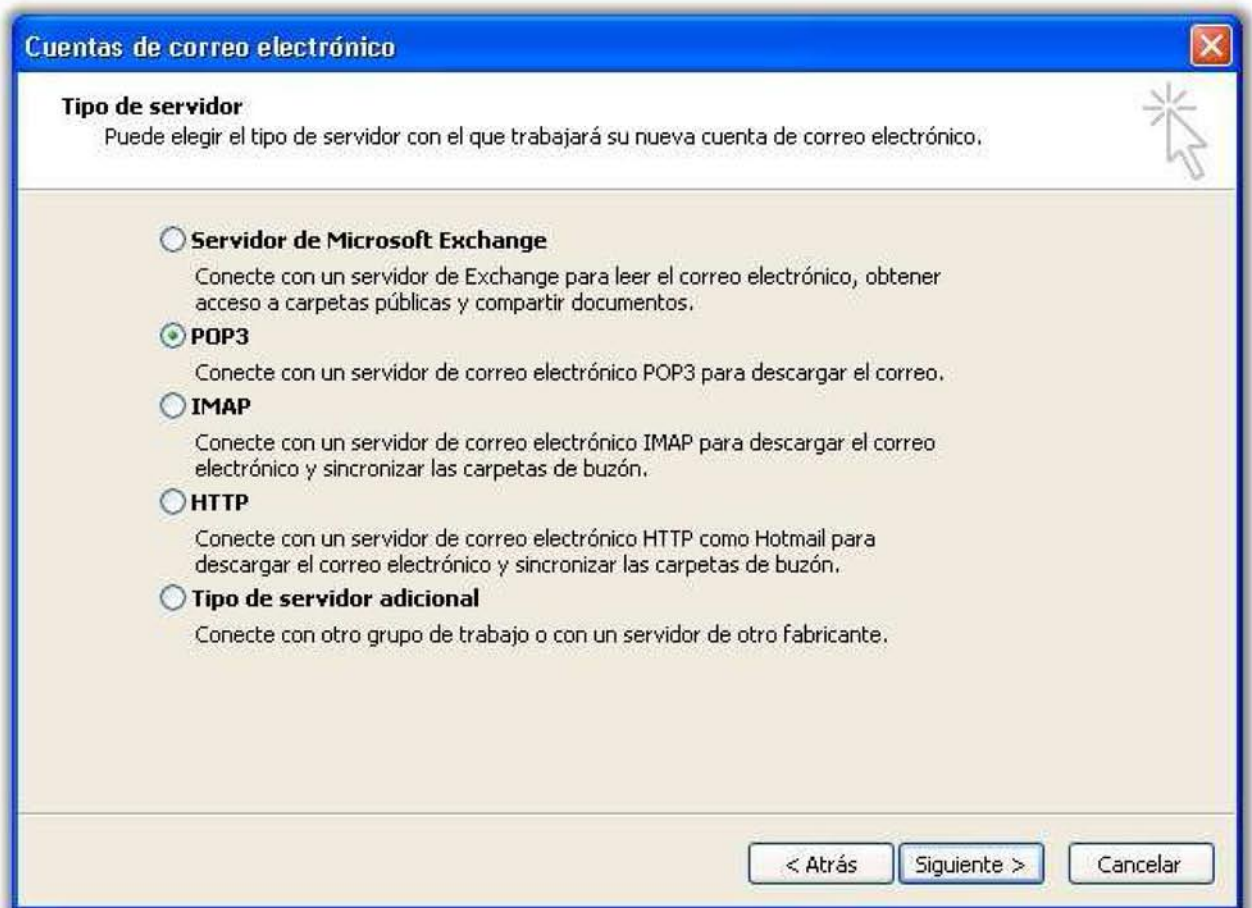 Cuentas de correo electrónico
Tipo de servidor
Puede elegir el tipo de servidor con el que trabajará su nueva cuenta de correo electrónico.
Servidor de Microsoft Exchange
Conecte con un servidor de Exchange para leer el correo electrónico, obtener
acceso a carpetas públicas y compartir documentos.
POP3
Conecte con un servidor de correo electrónico POP3 para descargar el correo.
IMAP
Conecte con un servidor de correo electrónico IMAP para descargar el correo
electrónico y sincronizar las carpetas de buzón.
HTTP
Conecte con un servidor de correo electrónico HTTP como Hotmail para
descargar el correo electrónico y sincronizar las carpetas de buzón.
Tipo de servidor adicional
Conecte con otro grupo de trabajo o con un servidor de otro fabricante.
< Atrás Siguiente > Cancelar